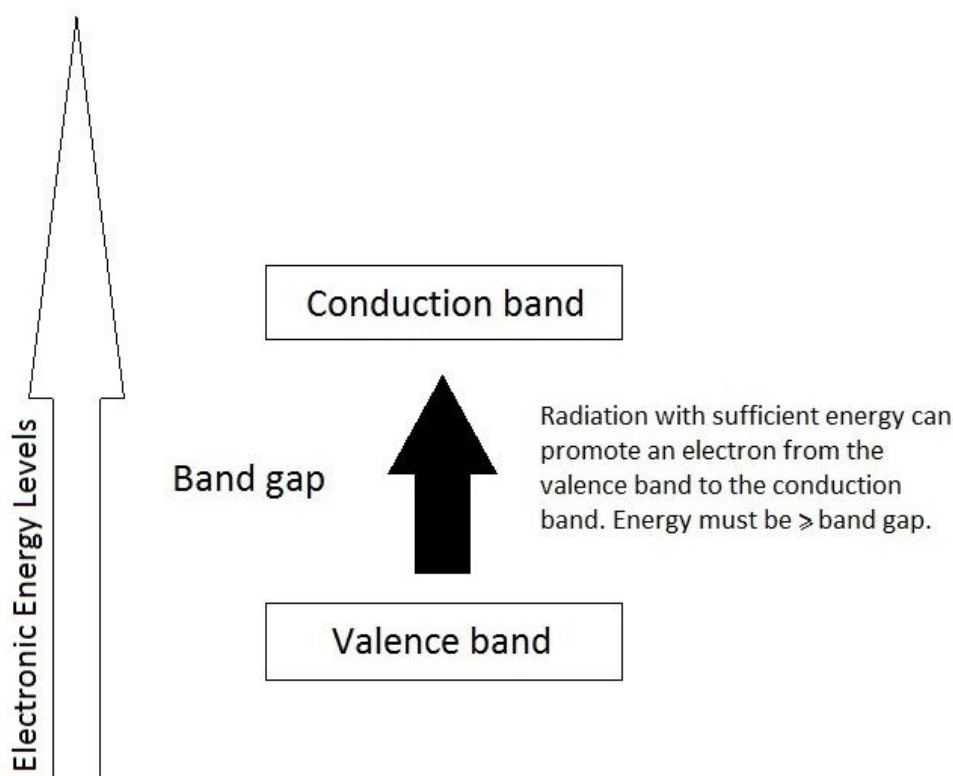 Conduction band
Radiation with sufficient energy can
promote an electron from the
valence band to the conduction
band. Energy must be ⩾ band gap.
Band gap
Valence band
Electronic Energy Levels